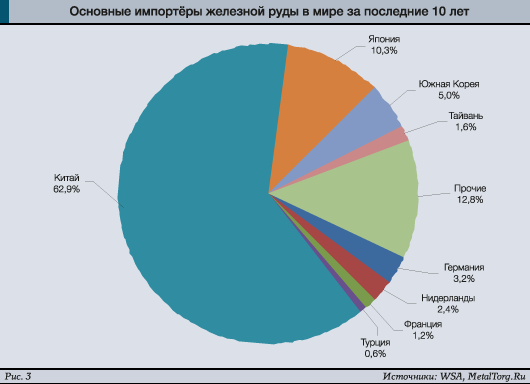 Основные импортёры железной руды в мире за последние 10 лет
Япония
10,3%
Южная Корея
5,0%
Тайвань
1,6%
Прочие
12,8%
Германия
3,2%
Нидерланды
2,4%
Франция
1,2%
Турция
0,6%
Китай
62,9%
Рис. 3
Источники: WSA, MetalTorg.Ru